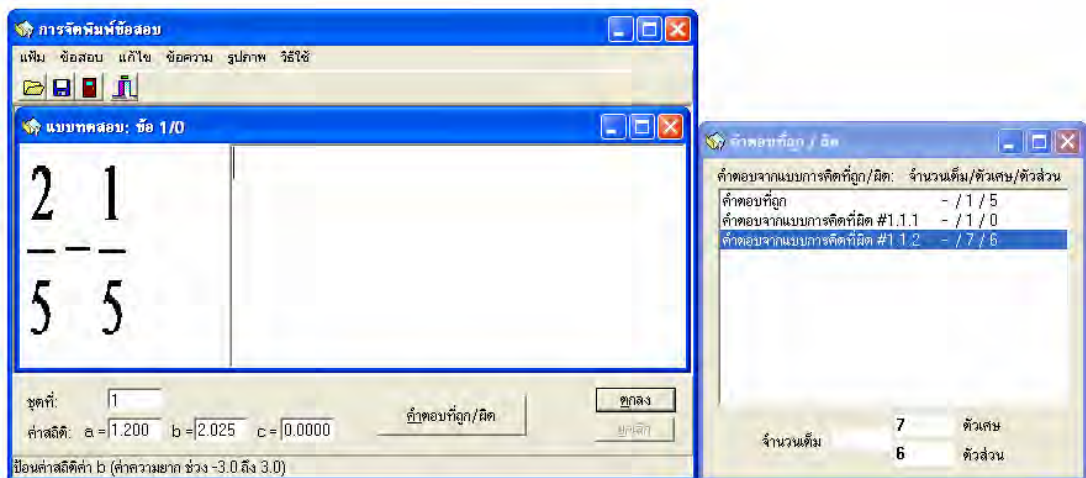 การจัดพิมพ์ข้อสอบ
แฟ้ม ข้อสอบ แก้ไข ข้อความ รูปภาพ วิธีใช้
แบบทดสอบ: ข้อ 1/0
2 1
—
5 5
ชุดที่: 1
ค่าสถิติ: a = 1.200 b = 2.025 c = 0.0000
คำตอบที่ถูก/ผิด
ตกลง
ยกเลิก
ป้อนค่าสถิติค่า b (ค่าความยาก ช่วง -3.0 ถึง 3.0)
คำตอบที่ถูก / ผิด
คำตอบจากแบบการคิดที่ถูก/ผิด: จำนวนเต็ม/ตัวเศษ/ตัวส่วน
คำตอบที่ถูก - / 1 / 5
คำตอบจากแบบการคิดที่ผิด #1.1.1 - / 1 / 0
คำตอบจากแบบการคิดที่ผิด #1.1.2 - / 7 / 6
7 ตัวเศษ
จำนวนเต็ม
6 ตัวส่วน